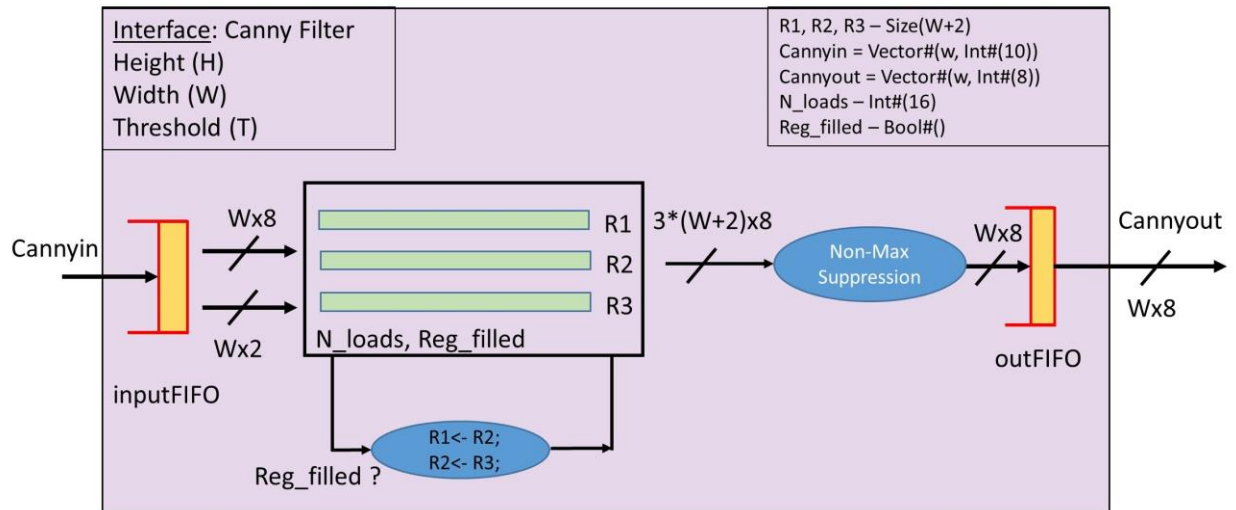 Interface: Canny Filter
Height (H)
Width (W)
Threshold (T)
R1, R2, R3 – Size(W+2)
Cannyin = Vector#(w, Int#(10))
Cannyout = Vector#(w, Int#(8))
N_loads – Int#(16)
Reg_filled – Bool#()
Cannyin
Wx8
Wx2
inputFIFO
R1
R2
R3
N_loads, Reg_filled
R1<- R2;
R2<- R3;
Reg_filled ?
3*(W+2)x8
Non-Max
Suppression
Wx8
outFIFO
Cannyout
Wx8